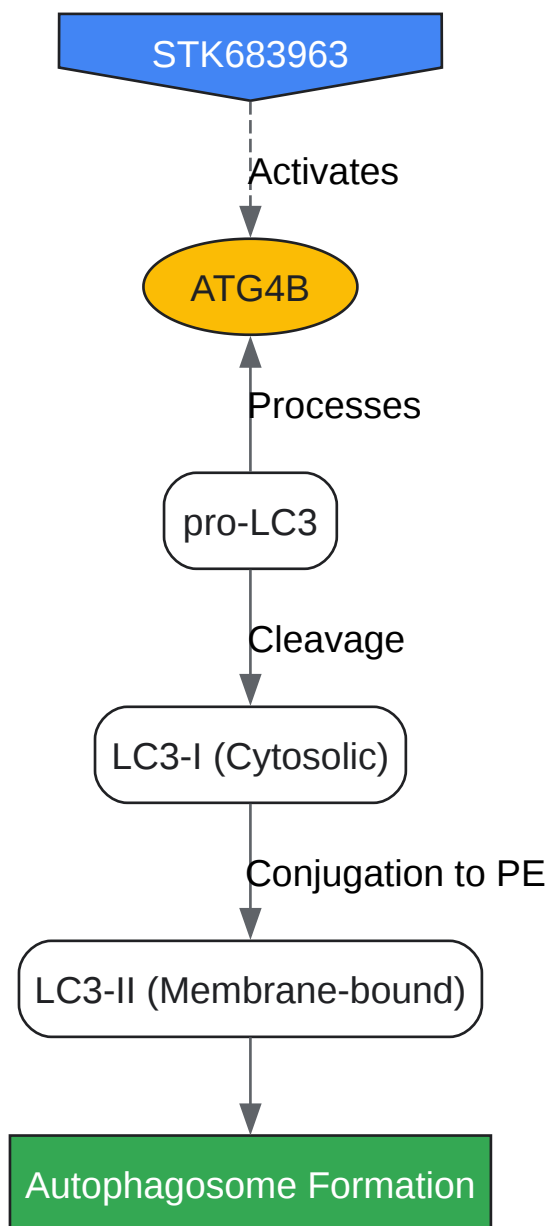 STK683963
Activates
ATG4B
Processes
pro-LC3
Cleavage
LC3-I (Cytosolic)
Conjugation to PE
LC3-II (Membrane-bound)
Autophagosome Formation